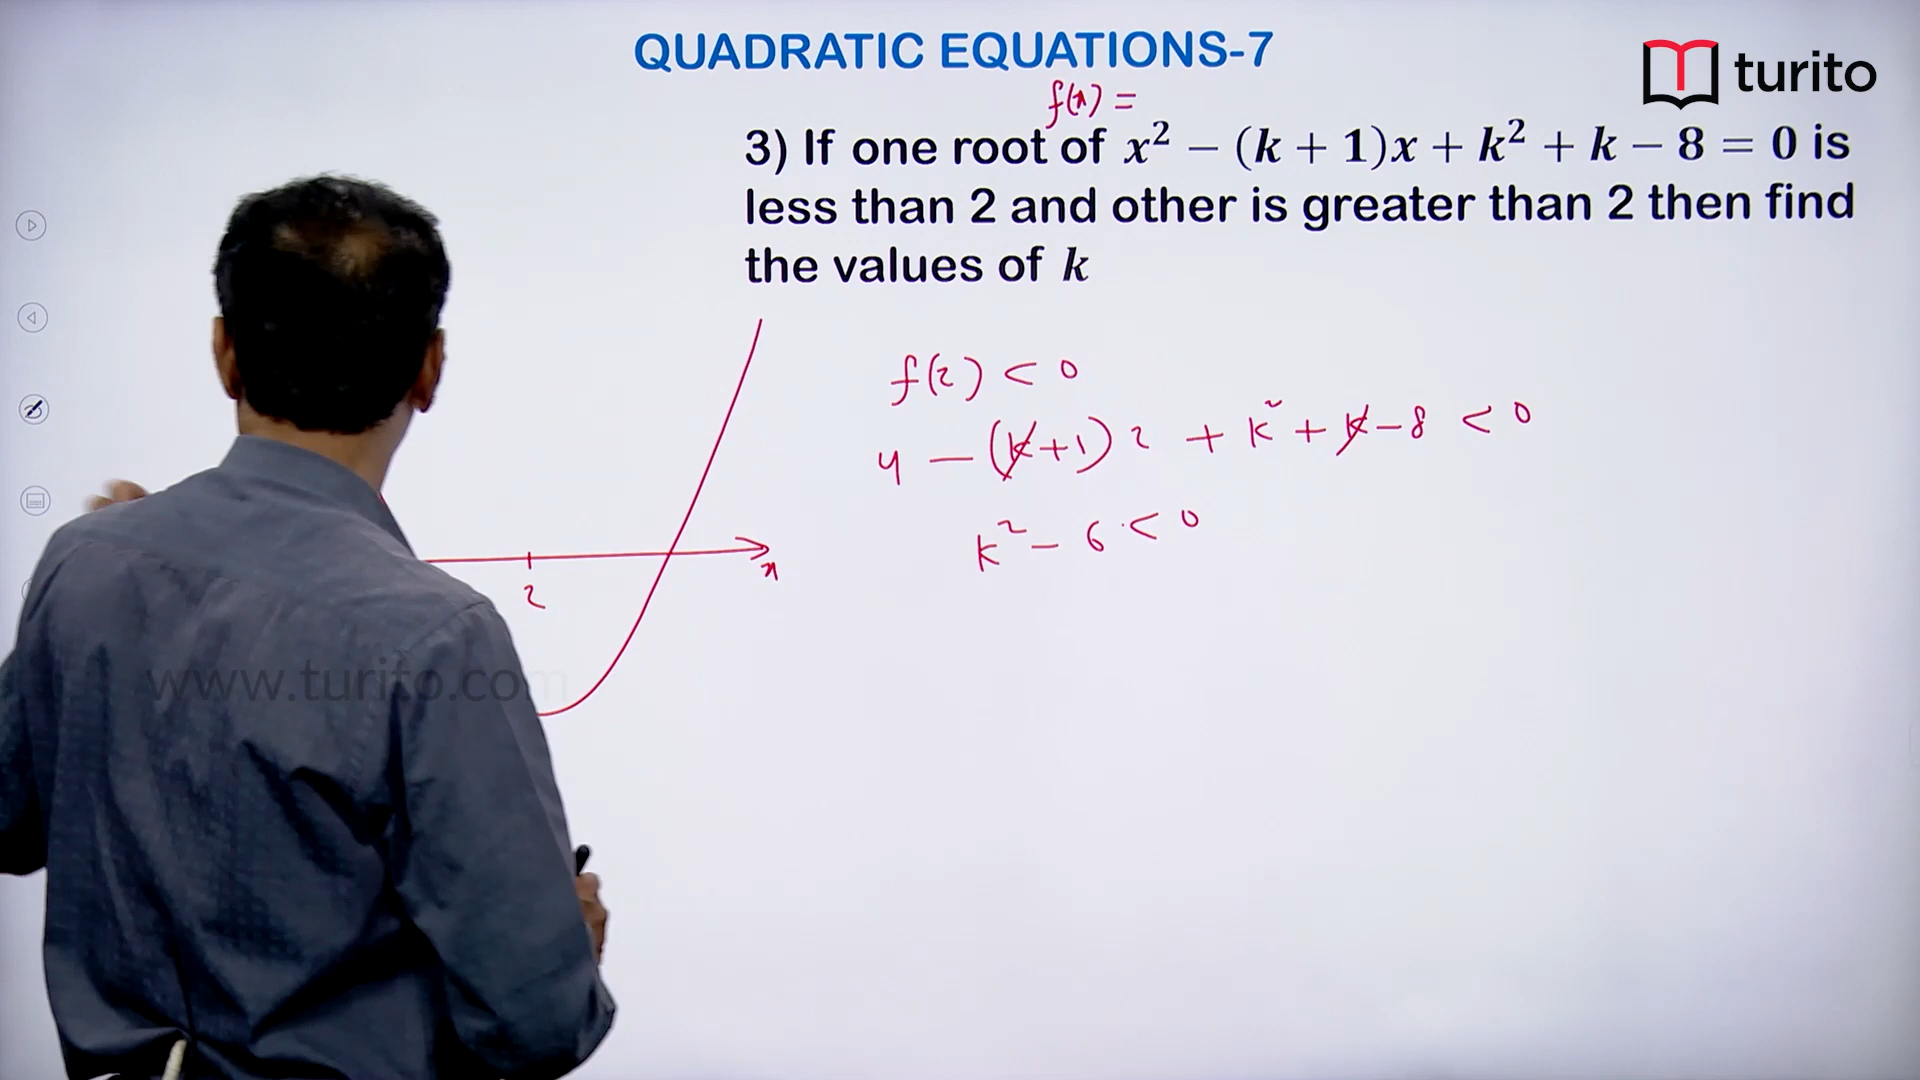 QUADRATIC EQUATIONS-7
turito
f(x) =
3) If one root of x² − (k + 1)x + k² + k − 8 = 0 is
less than 2 and other is greater than 2 then find
the values of k
f(2) < 0
4 − (k+1) 2 + k² + k − 8 < 0
k² − 6 < 0
x
2
www.turito.com